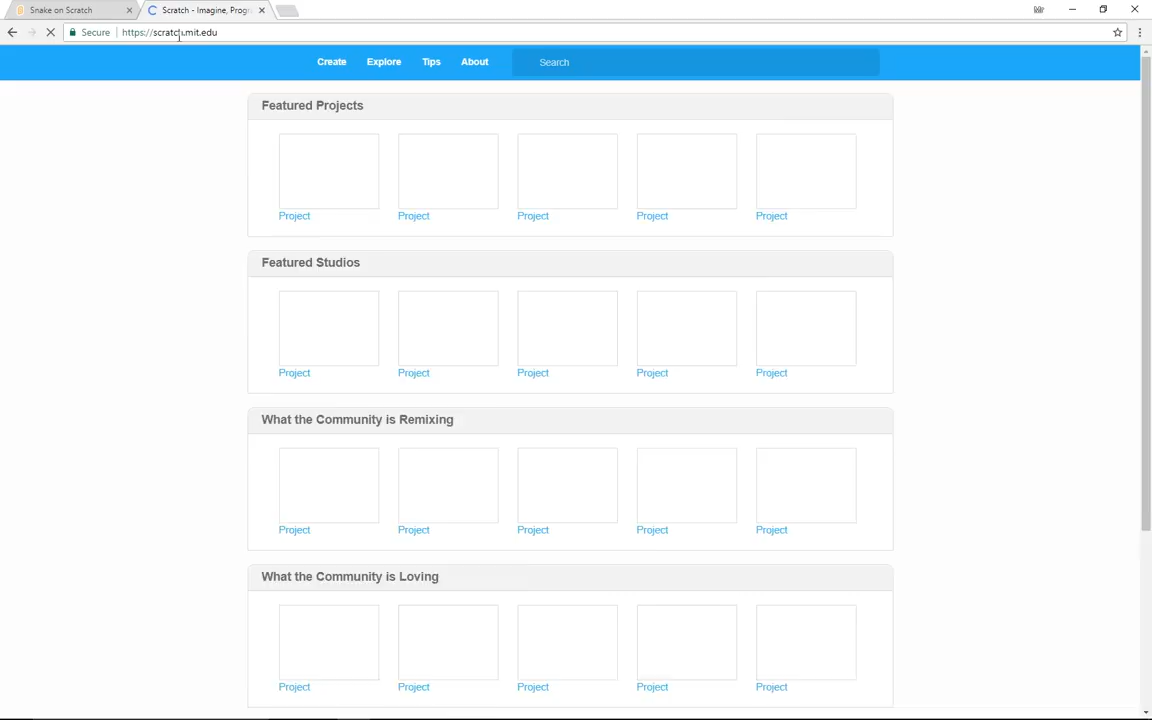 Snake on Scratch
Scratch - Imagine, Progr
Secure
https://scratch.mit.edu
Create
Explore
Tips
About
Search
Featured Projects
Project Project Project Project Project
Featured Studios
Project Project Project Project Project
What the Community is Remixing
Project Project Project Project Project
What the Community is Loving
Project Project Project Project Project